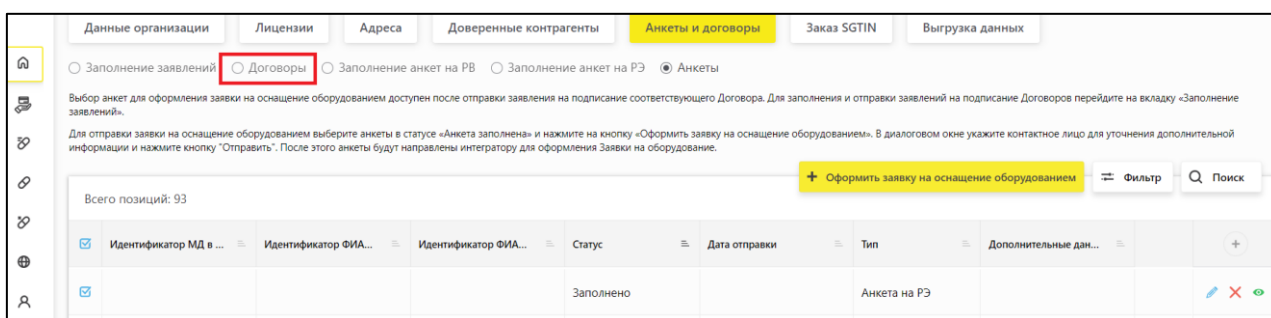 Данные организации Лицензии Адреса Доверенные контрагенты Анкеты и договоры Заказ SGTIN Выгрузка данных
Заполнение заявлений Договоры Заполнение анкет на РВ Заполнение анкет на РЭ Анкеты
Выбор анкет для оформления заявки на оснащение оборудованием доступен после отправки заявления на подписание соответствующего Договора. Для заполнения и отправки заявлений на подписание Договоров перейдите на вкладку «Заполнение
заявлений».
Для отправки заявки на оснащение оборудованием выберите анкеты в статусе «Анкета заполнена» и нажмите на кнопку «Оформить заявку на оснащение оборудованием». В диалоговом окне укажите контактное лицо для уточнения дополнительной
информации и нажмите кнопку "Отправить". После этого анкеты будут направлены интегратору для оформления Заявки на оборудование.
+ Оформить заявку на оснащение оборудованием Фильтр Поиск
Всего позиций: 93
Идентификатор МД в ... Идентификатор ФИА... Идентификатор ФИА... Статус Дата отправки Тип Дополнительные дан...
Заполнено Анкета на РЭ